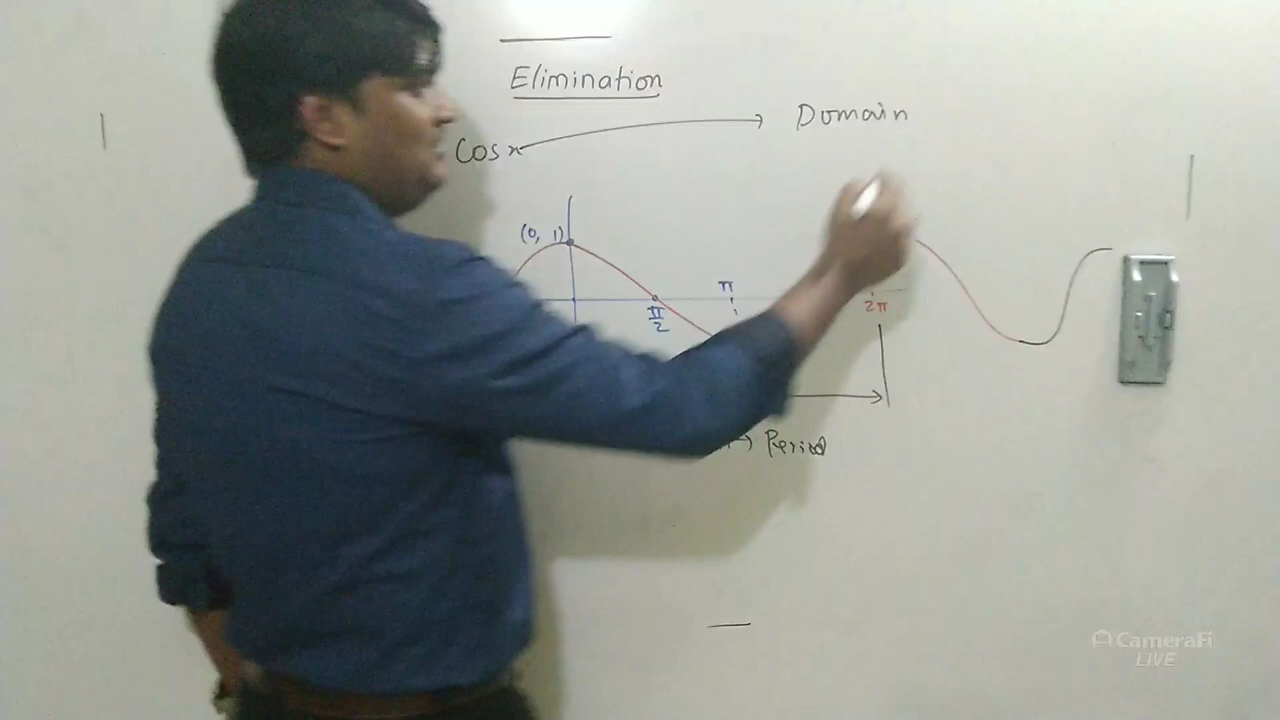 Elimination
Cos x → Domain
(0, 1)
π
π/2
2π
→ Period
CameraFi
LiVE